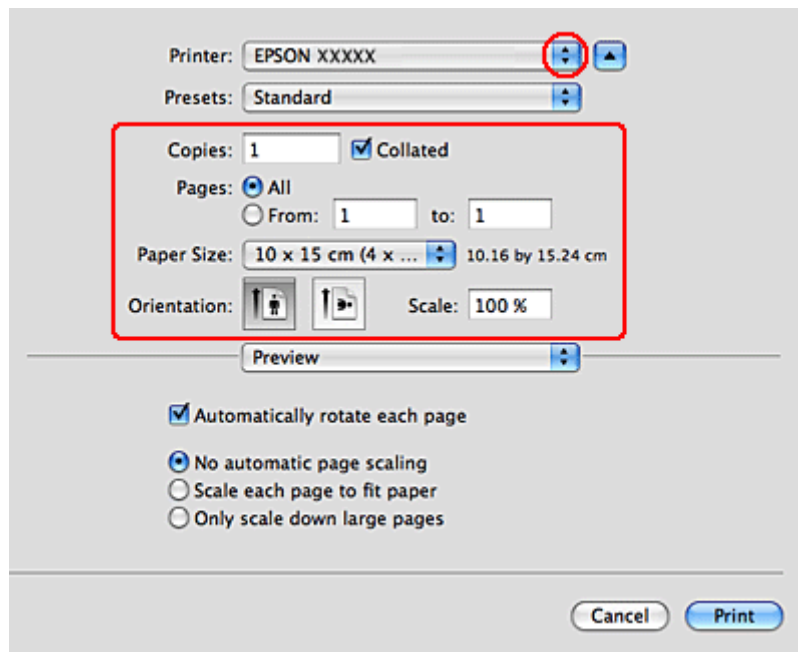 Printer: EPSON XXXXX
Presets: Standard
Copies: 1 Collated
Pages: All
From: 1 to: 1
Paper Size: 10 x 15 cm (4 x ... 10.16 by 15.24 cm
Orientation: Scale: 100 %
Preview
Automatically rotate each page
No automatic page scaling
Scale each page to fit paper
Only scale down large pages
Cancel Print